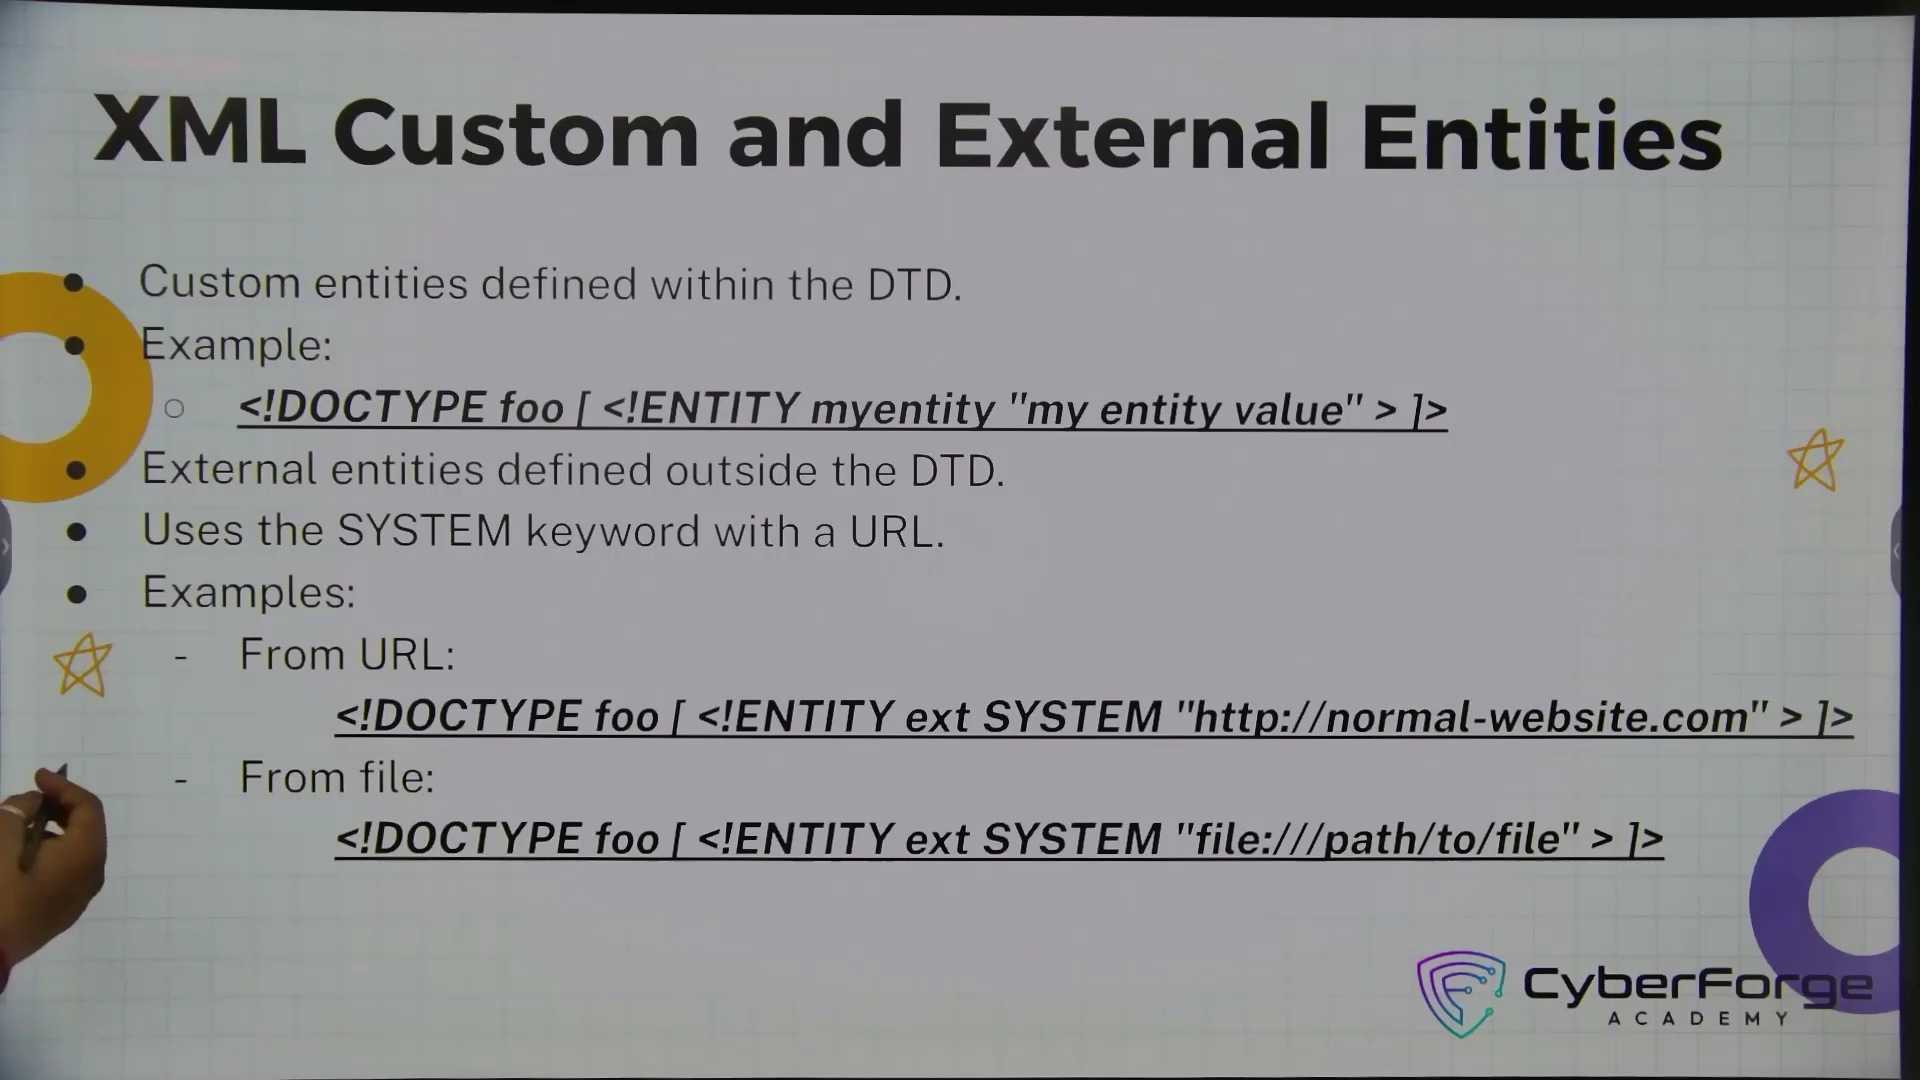 XML Custom and External Entities
● Custom entities defined within the DTD.
● Example:
○ <!DOCTYPE foo [ <!ENTITY myentity "my entity value" > ]>
● External entities defined outside the DTD.
● Uses the SYSTEM keyword with a URL.
● Examples:
- From URL:
<!DOCTYPE foo [ <!ENTITY ext SYSTEM "http://normal-website.com" > ]>
- From file:
<!DOCTYPE foo [ <!ENTITY ext SYSTEM "file:///path/to/file" > ]>
CyberForge
ACADEMY